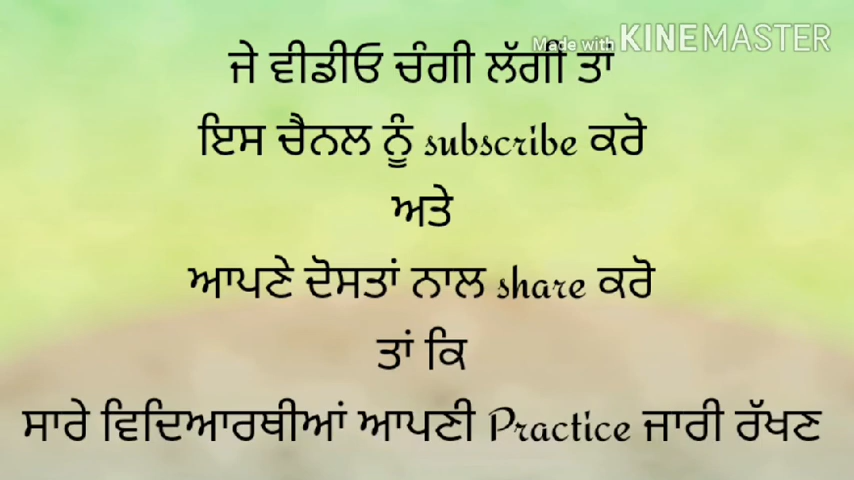 Made with KINEMASTER
ਜੇ ਵੀਡੀਓ ਚੰਗੀ ਲੱਗੀ ਤਾਂ
ਇਸ ਚੈਨਲ ਨੂੰ subscribe ਕਰੋ
ਅਤੇ
ਆਪਣੇ ਦੋਸਤਾਂ ਨਾਲ share ਕਰੋ
ਤਾਂ ਕਿ
ਸਾਰੇ ਵਿਦਿਆਰਥੀਆਂ ਆਪਣੀ Practice ਜਾਰੀ ਰੱਖਣ